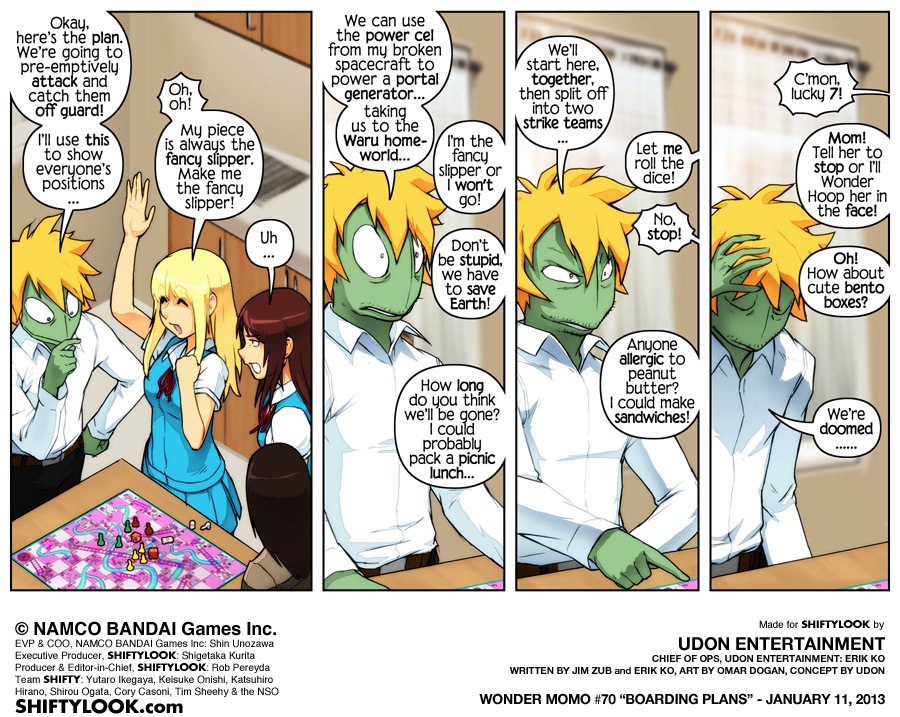 Okay,
here's the plan.
We're going to
pre-emptively
attack and
catch them
off guard!
I'll use this
to show
everyone's
positions
...
Oh,
oh!
My piece
is always the
fancy slipper.
Make me
the fancy
slipper!
Uh
...
We can use
the power cel
from my broken
spacecraft to
power a portal
generator...
taking
us to the
Waru home-
world...
I'm the
fancy
slipper or
I won't
go!
Don't
be stupid,
we have
to save
Earth!
How long
do you think
we'll be gone?
I could
probably
pack a picnic
lunch...
We'll
start here,
together,
then split off
into two
strike teams
...
Let me
roll the
dice!
No,
stop!
Anyone
allergic to
peanut
butter?
I could make
sandwiches!
C'mon,
lucky 7!
Mom!
Tell her to
stop or I'll
Wonder
Hoop her in
the face!
Oh!
How about
cute bento
boxes?
We're
doomed
......
© NAMCO BANDAI Games Inc.
EVP & COO, NAMCO BANDAI Games Inc: Shin Unozawa
Executive Producer, SHIFTYLOOK: Shigetaka Kurita
Producer & Editor-in-Chief, SHIFTYLOOK: Rob Pereyda
Team SHIFTY: Yutaro Ikegaya, Keisuke Onishi, Katsuhiro
Hirano, Shirou Ogata, Cory Casoni, Tim Sheehy & the NSO
SHIFTYLOOK.com
Made for SHIFTYLOOK by
UDON ENTERTAINMENT
CHIEF OF OPS, UDON ENTERTAINMENT: ERIK KO
WRITTEN BY JIM ZUB and ERIK KO, ART BY OMAR DOGAN, CONCEPT BY UDON
WONDER MOMO #70 “BOARDING PLANS” - JANUARY 11, 2013